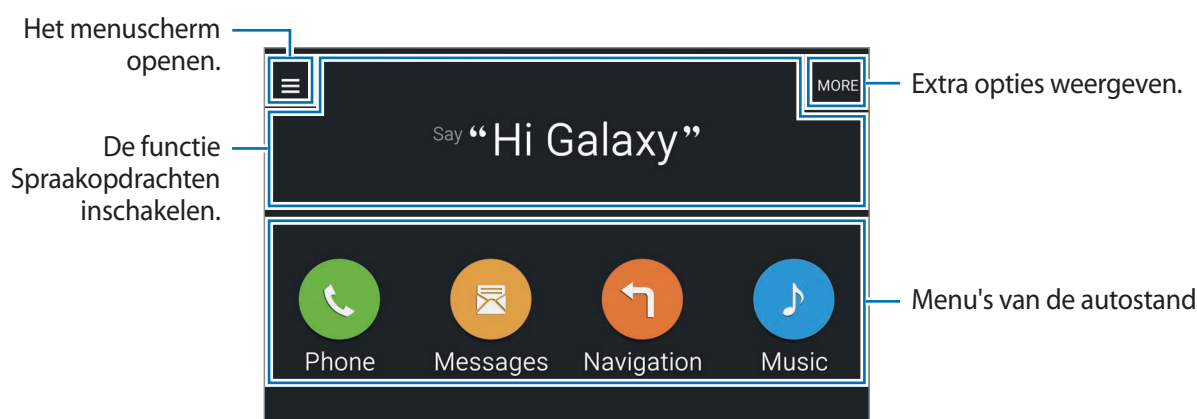 Het menuscherm
openen.
MORE
Extra opties weergeven.
Say “Hi Galaxy”
De functie
Spraakopdrachten
inschakelen.
Menu's van de autostand
Phone Messages Navigation Music